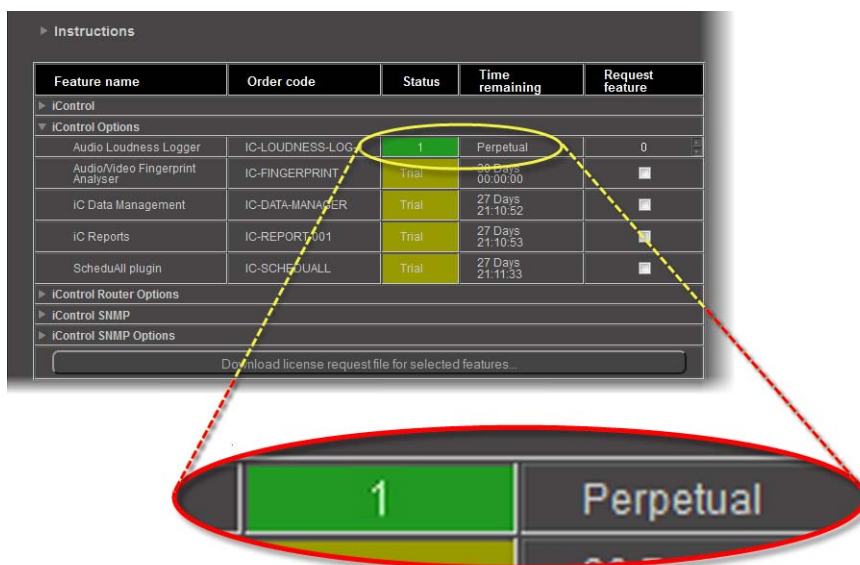 Instructions
Feature name Order code Status Time remaining Request feature
iControl
iControl Options
Audio Loudness Logger IC-LOUDNESS-LOG- 1 Perpetual 0
Audio/Video Fingerprint Analyser IC-FINGERPRINT Trial 30 Days 00:00:00
iC Data Management IC-DATA-MANAGER Trial 27 Days 21:10:52
iC Reports IC-REPORT-001 Trial 27 Days 21:10:53
ScheduAll plugin IC-SCHEDUALL Trial 27 Days 21:11:33
iControl Router Options
iControl SNMP
iControl SNMP Options
Download license request file for selected features...
1 Perpetual